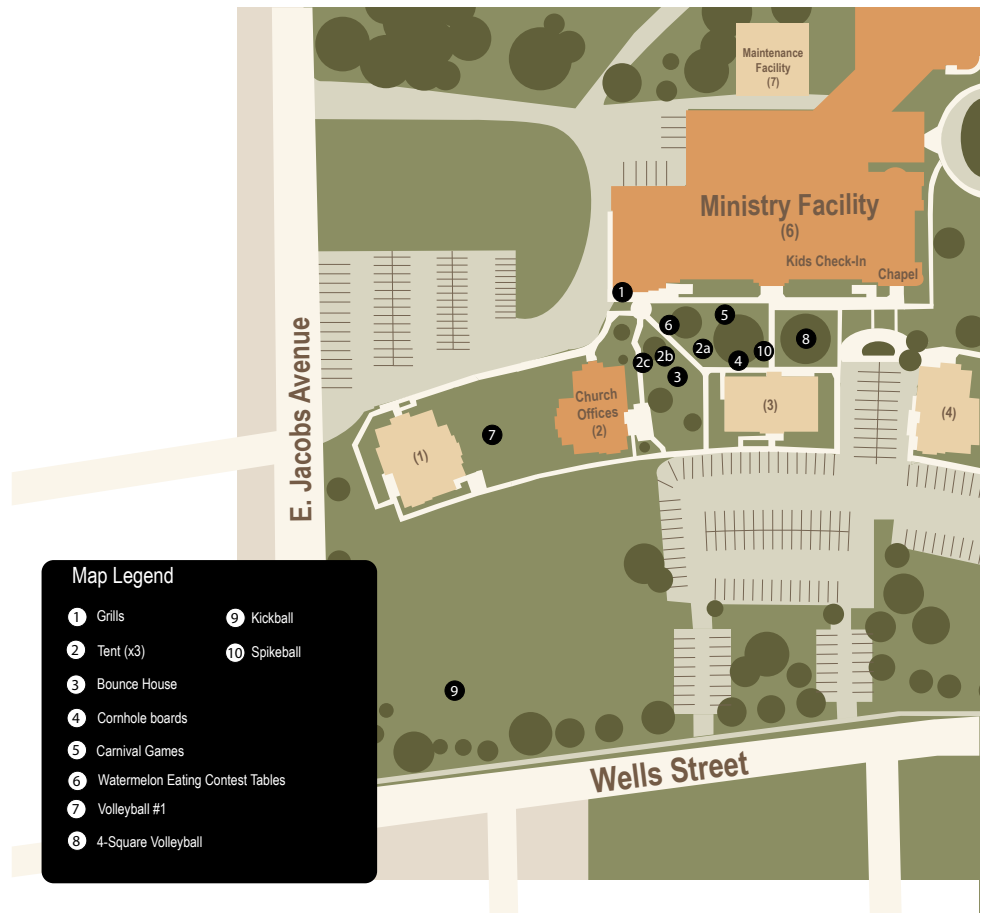 Maintenance
Facility
(7)
Ministry Facility
(6)
Kids Check-In
Chapel
1
5
6
8
2a
10
2b
4
2c
3
Church
Offices
(2)
(3)
(4)
7
(1)
E. Jacobs Avenue
9
Wells Street
Map Legend
1 Grills
2 Tent (x3)
3 Bounce House
4 Cornhole boards
5 Carnival Games
6 Watermelon Eating Contest Tables
7 Volleyball #1
8 4-Square Volleyball
9 Kickball
10 Spikeball